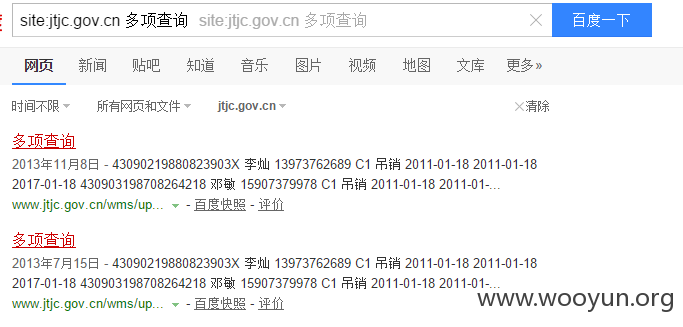 site:jtjc.gov.cn 多项查询 site:jtjc.gov.cn 多项查询 百度一下
网页 新闻 贴吧 知道 音乐 图片 视频 地图 文库 更多»
时间不限 所有网页和文件 jtjc.gov.cn 清除
多项查询
2013年11月8日 - 43090219880823903X 李灿 13973762689 C1 吊销 2011-01-18 2011-01-18
2017-01-18 430903198708264218 邓敏 15907379978 C1 吊销 2011-01-18 2011-01-...
www.jtjc.gov.cn/wms/up... - 百度快照 - 评价
多项查询
2013年7月15日 - 43090219880823903X 李灿 13973762689 C1 吊销 2011-01-18 2011-01-18
2017-01-18 430903198708264218 邓敏 15907379978 C1 吊销 2011-01-18 2011-01-...
www.jtjc.gov.cn/wms/up... - 百度快照 - 评价
www.wooyun.org